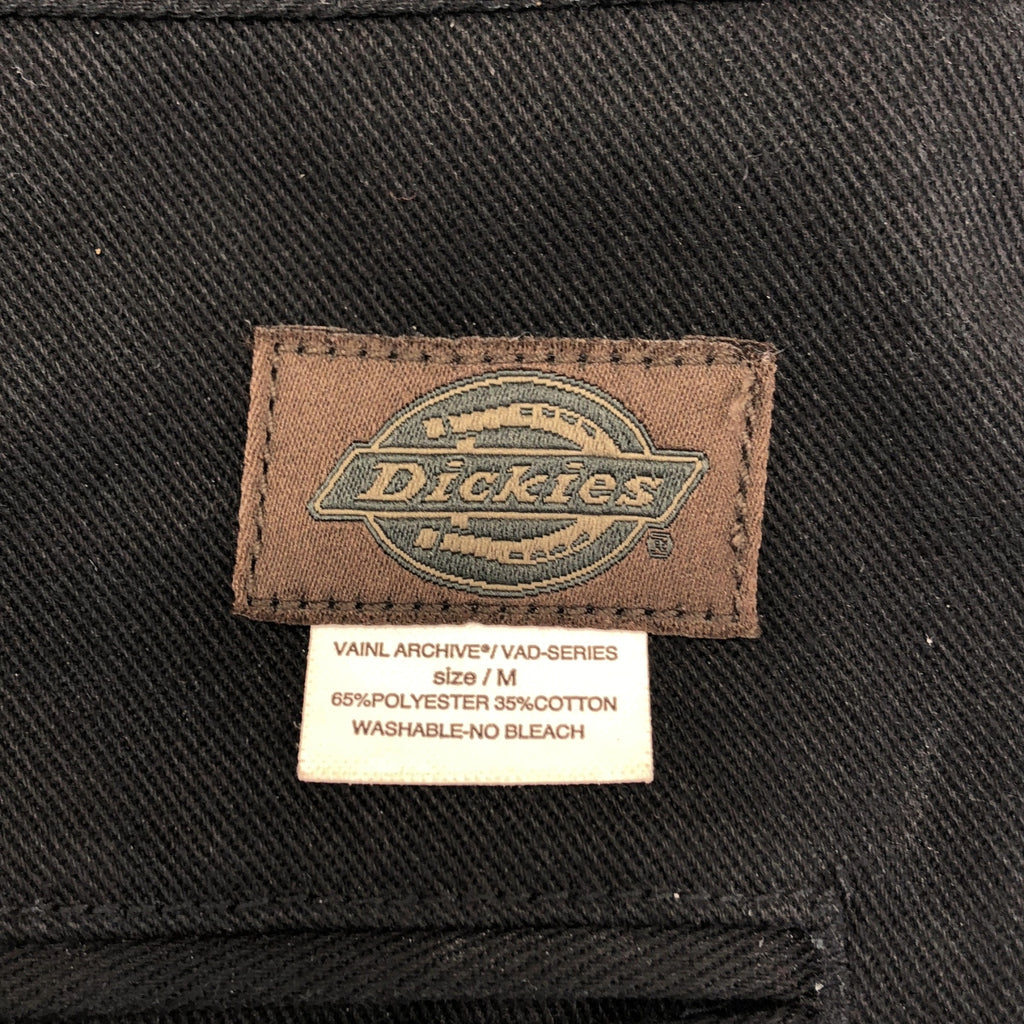 Dickies
®
VAINL ARCHIVE®/ VAD-SERIES
size / M
65%POLYESTER 35%COTTON
WASHABLE-NO BLEACH